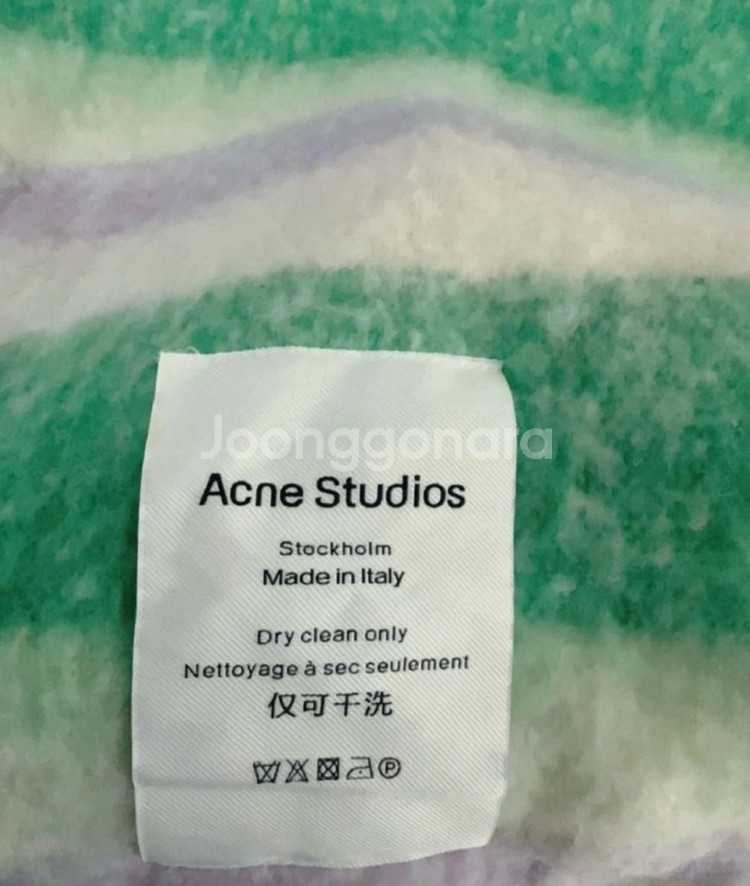 Joonggonara
Acne Studios
Stockholm
Made in Italy
Dry clean only
Nettoyage à sec seulement
仅可干洗
P